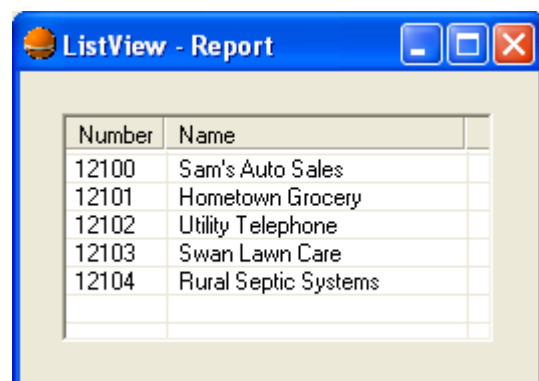 ListView - Report
Number Name
12100 Sam's Auto Sales
12101 Hometown Grocery
12102 Utility Telephone
12103 Swan Lawn Care
12104 Rural Septic Systems